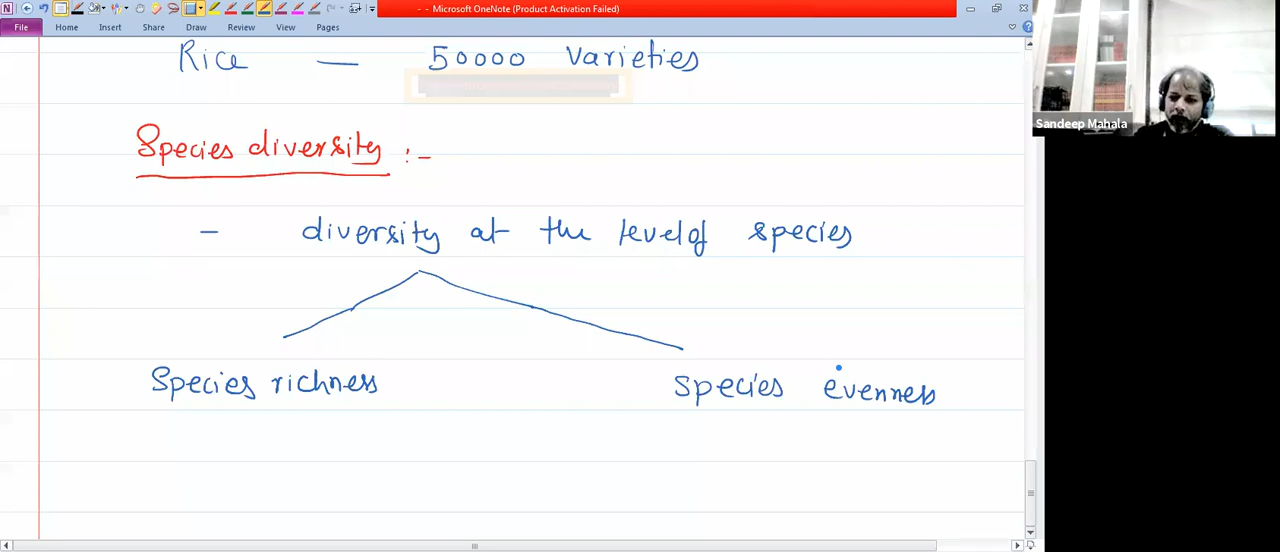 - - Microsoft OneNote (Product Activation Failed)
File Home Insert Share Draw Review View Pages
Rice — 50000 Varieties
Sandeep Mahala
Species diversity :-
- diversity at the level of species
Species richness species evenness